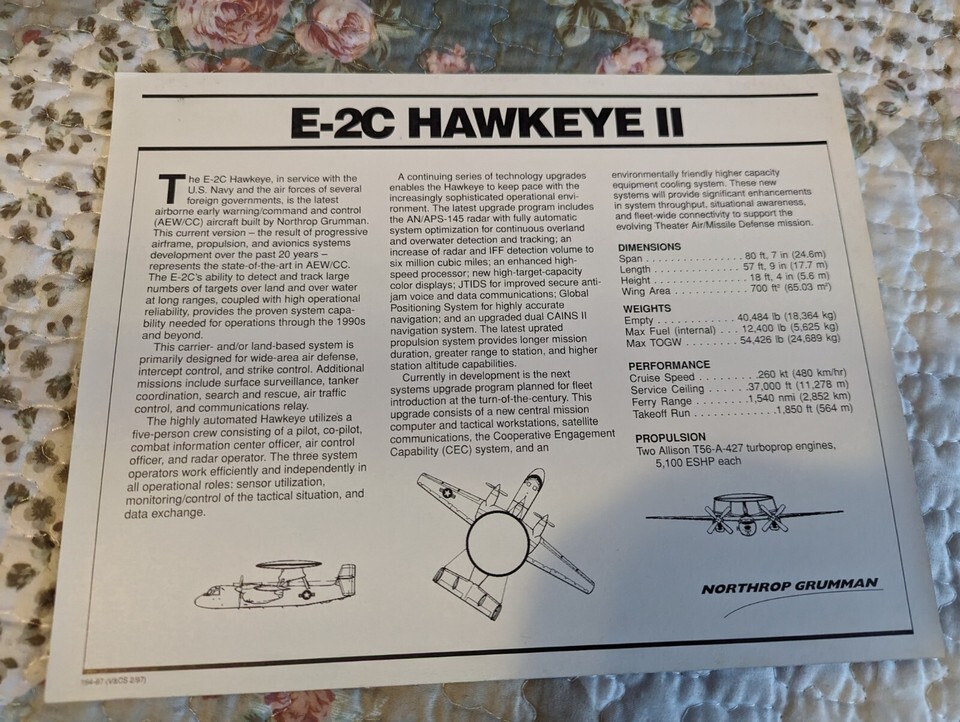 E-2C HAWKEYE II
The E-2C Hawkeye, in service with the
U.S. Navy and the air forces of several
foreign governments, is the latest
airborne early warning/command and control
(AEW/CC) aircraft built by Northrop Grumman.
This current version – the result of progressive
airframe, propulsion, and avionics systems
development over the past 20 years –
represents the state-of-the-art in AEW/CC.
The E-2C's ability to detect and track large
numbers of targets over land and over water
at long ranges, coupled with high operational
reliability, provides the proven system capa-
bility needed for operations through the 1990s
and beyond.
This carrier- and/or land-based system is
primarily designed for wide-area air defense,
intercept control, and strike control. Additional
missions include surface surveillance, tanker
coordination, search and rescue, air traffic
control, and communications relay.
The highly automated Hawkeye utilizes a
five-person crew consisting of a pilot, co-pilot,
combat information center officer, air control
officer, and radar operator. The three system
operators work efficiently and independently in
all operational roles: sensor utilization,
monitoring/control of the tactical situation, and
data exchange.
A continuing series of technology upgrades
enables the Hawkeye to keep pace with the
increasingly sophisticated operational envi-
ronment. The latest upgrade program includes
the AN/APS-145 radar with fully automatic
system optimization for continuous overland
and overwater detection and tracking; an
increase of radar and IFF detection volume to
six million cubic miles; an enhanced high-
speed processor; new high-target-capacity
color displays; JTIDS for improved secure anti-
jam voice and data communications; Global
Positioning System for highly accurate
navigation; and an upgraded dual CAINS II
navigation system. The latest uprated
propulsion system provides longer mission
duration, greater range to station, and higher
station altitude capabilities.
Currently in development is the next
systems upgrade program planned for fleet
introduction at the turn-of-the-century. This
upgrade consists of a new central mission
computer and tactical workstations, satellite
communications, the Cooperative Engagement
Capability (CEC) system, and an
environmentally friendly higher capacity
equipment cooling system. These new
systems will provide significant enhancements
in system throughput, situational awareness,
and fleet-wide connectivity to support the
evolving Theater Air/Missile Defense mission.
DIMENSIONS
Span . . . . . . . . . . . . . . . . 80 ft, 7 in (24.6m)
Length . . . . . . . . . . . . . . 57 ft, 9 in (17.7 m)
Height . . . . . . . . . . . . . . . 18 ft, 4 in (5.6 m)
Wing Area . . . . . . . . . . . . 700 ft² (65.03 m²)
WEIGHTS
Empty . . . . . . . . . . . . 40,484 lb (18,364 kg)
Max Fuel (internal) . . . 12,400 lb (5,625 kg)
Max TOGW . . . . . . . . 54,426 lb (24,689 kg)
PERFORMANCE
Cruise Speed . . . . . . . . .260 kt (480 km/hr)
Service Ceiling . . . . . . .37,000 ft (11,278 m)
Ferry Range . . . . . . . . .1,540 nmi (2,852 km)
Takeoff Run . . . . . . . . . . . .1,850 ft (564 m)
PROPULSION
Two Allison T56-A-427 turboprop engines,
5,100 ESHP each
NORTHROP GRUMMAN